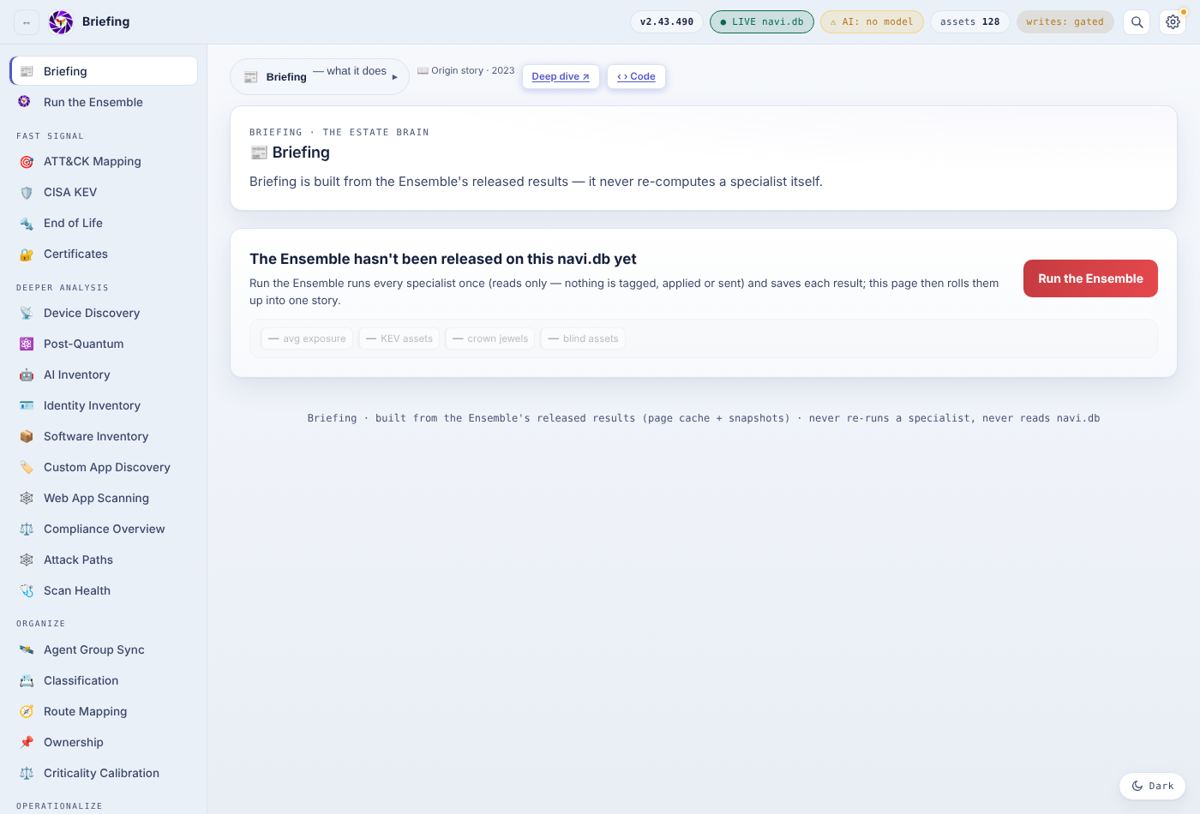 Briefing
v2.43.490
● LIVE navi.db
⚠ AI: no model
assets 128
writes: gated
Briefing
Run the Ensemble
FAST SIGNAL
ATT&CK Mapping
CISA KEV
End of Life
Certificates
DEEPER ANALYSIS
Device Discovery
Post-Quantum
AI Inventory
Identity Inventory
Software Inventory
Custom App Discovery
Web App Scanning
Compliance Overview
Attack Paths
Scan Health
ORGANIZE
Agent Group Sync
Classification
Route Mapping
Ownership
Criticality Calibration
OPERATIONALIZE
Briefing — what it does ▸
Origin story · 2023
Deep dive ↗
‹ › Code
BRIEFING · THE ESTATE BRAIN
Briefing
Briefing is built from the Ensemble's released results — it never re-computes a specialist itself.
The Ensemble hasn't been released on this navi.db yet
Run the Ensemble runs every specialist once (reads only — nothing is tagged, applied or sent) and saves each result; this page then rolls them
up into one story.
Run the Ensemble
— avg exposure
— KEV assets
— crown jewels
— blind assets
Briefing · built from the Ensemble's released results (page cache + snapshots) · never re-runs a specialist, never reads navi.db
Dark